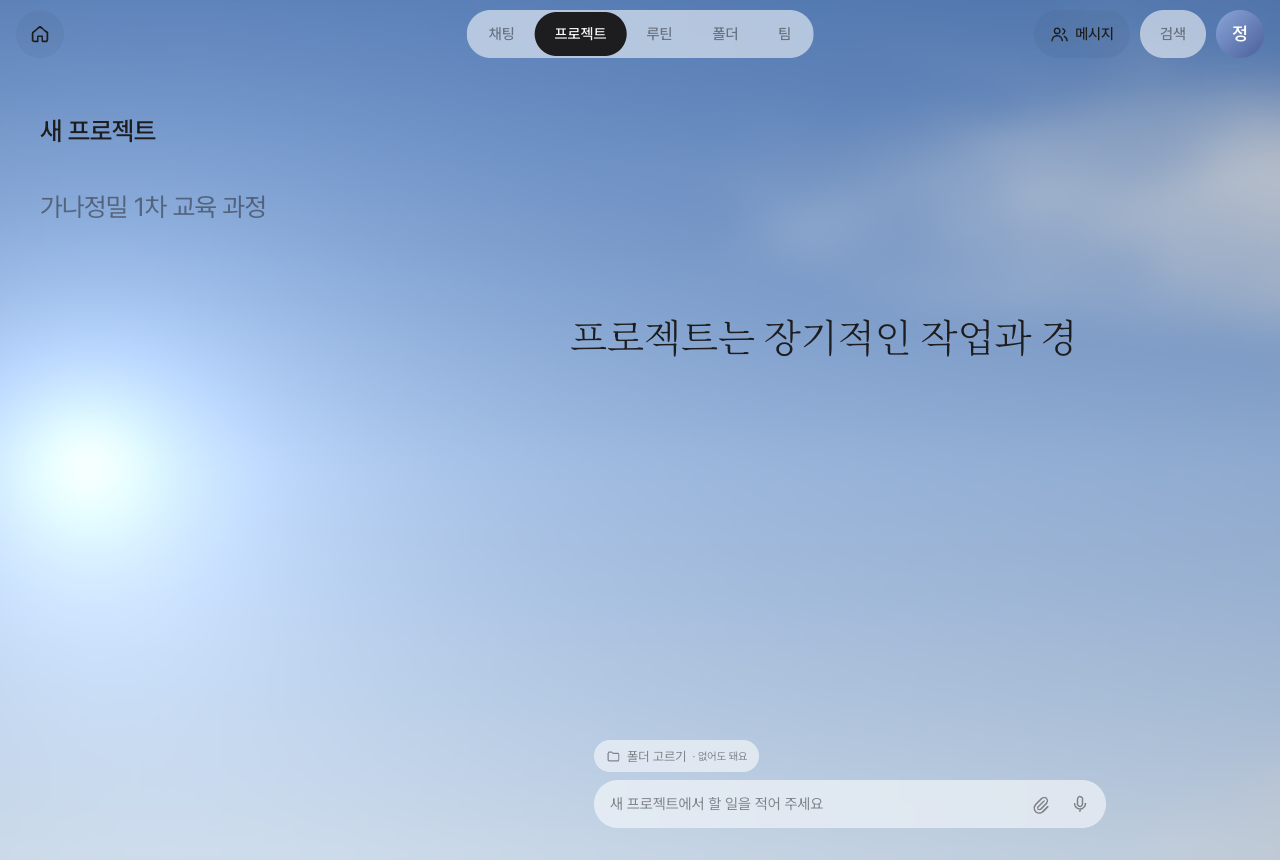 채팅 프로젝트 루틴 폴더 팀 메시지 검색 정
새 프로젝트
가나정밀 1차 교육 과정
프로젝트는 장기적인 작업과 경
폴더 고르기 · 없어도 돼요
새 프로젝트에서 할 일을 적어 주세요